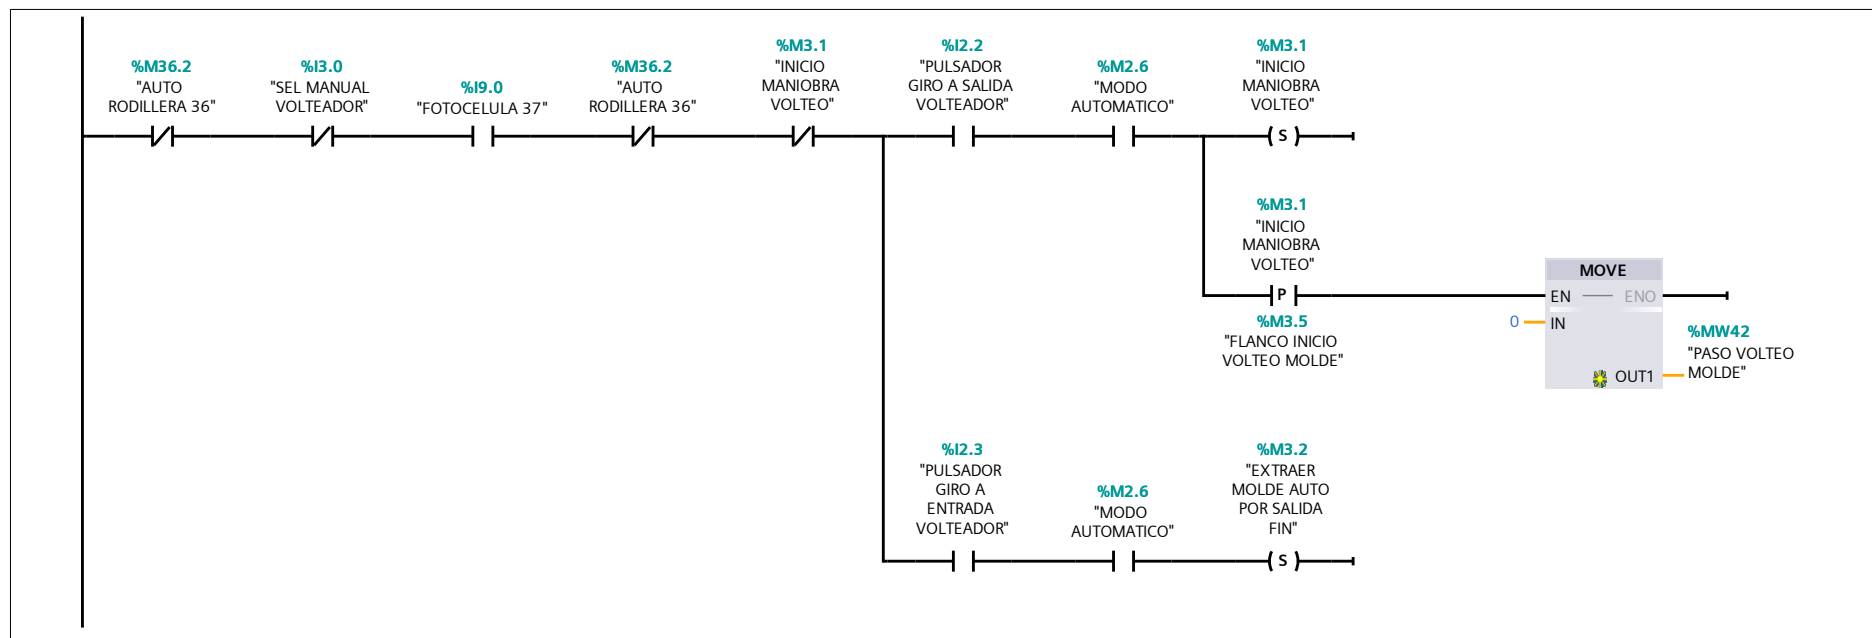 %M36.2
"AUTO
RODILLERA 36"
%I3.0
"SEL MANUAL
VOLTEADOR"
%I9.0
"FOTOCELULA 37"
%M36.2
"AUTO
RODILLERA 36"
%M3.1
"INICIO
MANIOBRA
VOLTEO"
%I2.2
"PULSADOR
GIRO A SALIDA
VOLTEADOR"
%M2.6
"MODO
AUTOMATICO"
%M3.1
"INICIO
MANIOBRA
VOLTEO"
S
%M3.1
"INICIO
MANIOBRA
VOLTEO"
P
%M3.5
"FLANCO INICIO
VOLTEO MOLDE"
MOVE
EN
ENO
0
IN
OUT1
%MW42
"PASO VOLTEO
MOLDE"
%I2.3
"PULSADOR
GIRO A
ENTRADA
VOLTEADOR"
%M2.6
"MODO
AUTOMATICO"
%M3.2
"EXTRAER
MOLDE AUTO
POR SALIDA
FIN"
S